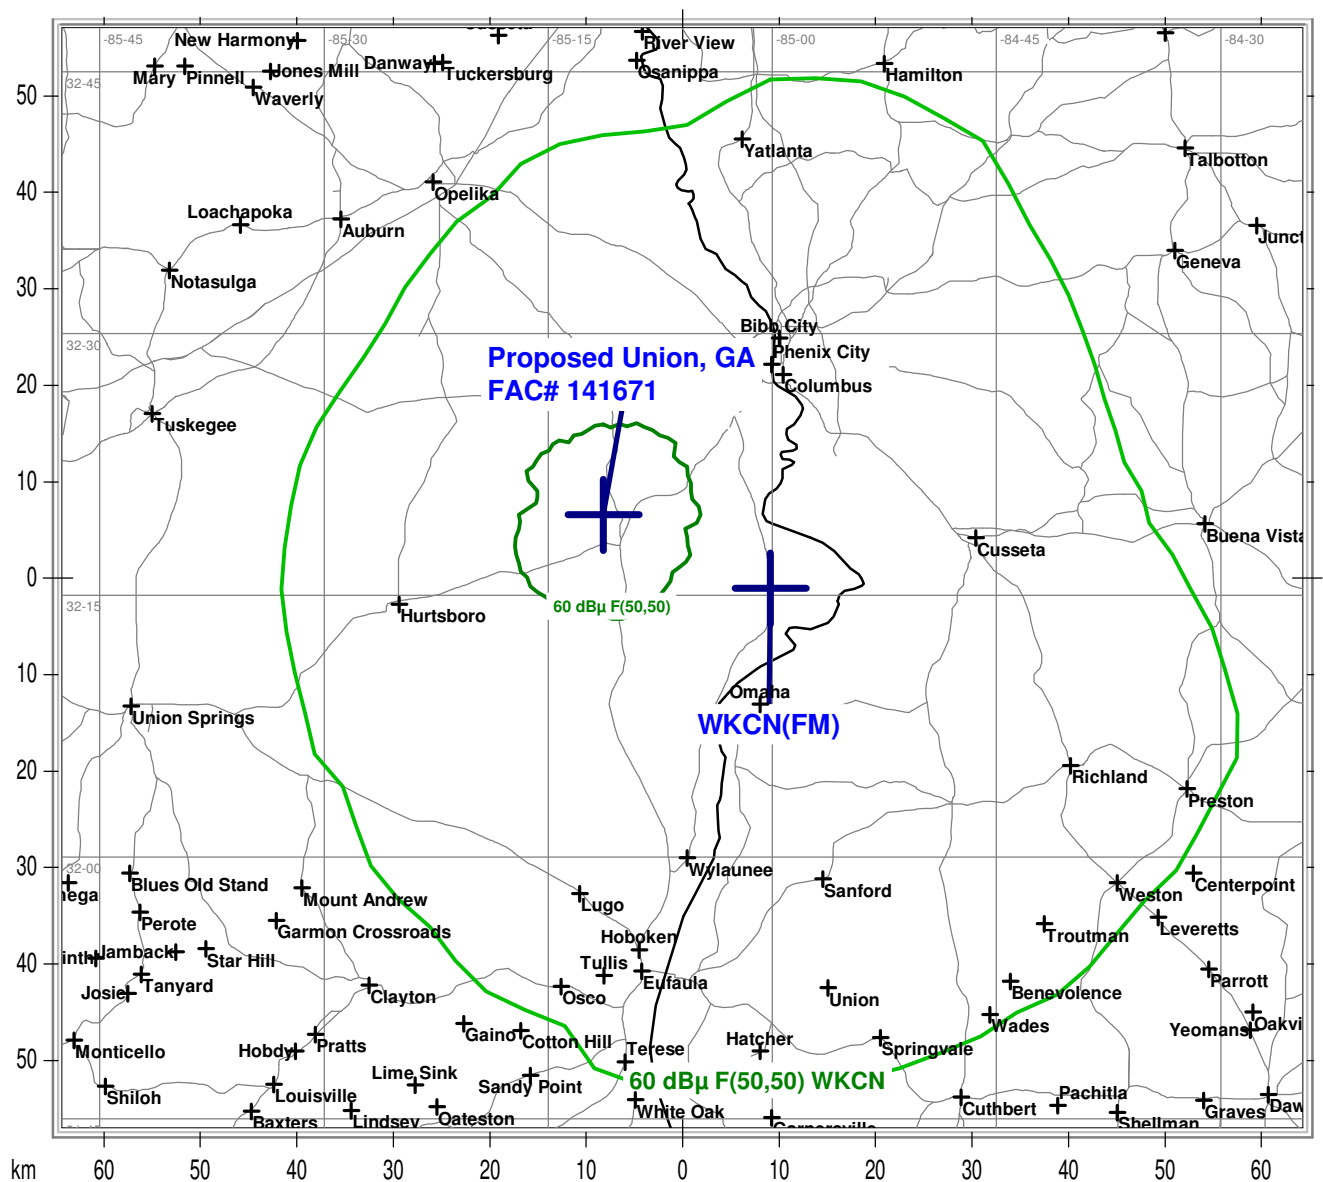 -85-45
-85-30
-85-15
-85-00
-84-45
-84-30
New Harmony
River View
Mary
Pinnell
Jones Mill
Danway
Tuckersburg
Osanippa
Hamilton
32-45
Waverly
50
Yatlanta
Talbotton
40
Opelika
Loachapoka
Auburn
Junct
Geneva
30
Notasulga
Bibb City
32-30
Phenix City
Proposed Union, GA
FAC# 141671
20
Columbus
Tuskegee
10
Buena Vista
Cusseta
0
32-15
60 dBµ F(50,50)
Hurtsboro
10
Omaha
Union Springs
WKCN(FM)
20
Richland
Preston
30
32-00
Wylaunee
Blues Old Stand
Sanford
Centerpoint
nega
Mount Andrew
Weston
Lugo
Perote
Garmon Crossroads
Leveretts
Troutman
Hoboken
inth
Jamback
Star Hill
40
Tullis
Eufaula
Parrott
Tanyard
Josie
Clayton
Osco
Union
Benevolence
Oakvi
Wades
Yeomans
Gaino
Cotton Hill
Hatcher
Pratts
Hobdy
Monticello
Terese
Springvale
50
Lime Sink
Sandy Point
60 dBµ F(50,50) WKCN
Shiloh
Louisville
Pachitla
Daw
White Oak
Cuthbert
Graves
Baxters
Lindsey
Oateston
Shellman
km
60
50
40
30
20
10
0
10
20
30
40
50
60